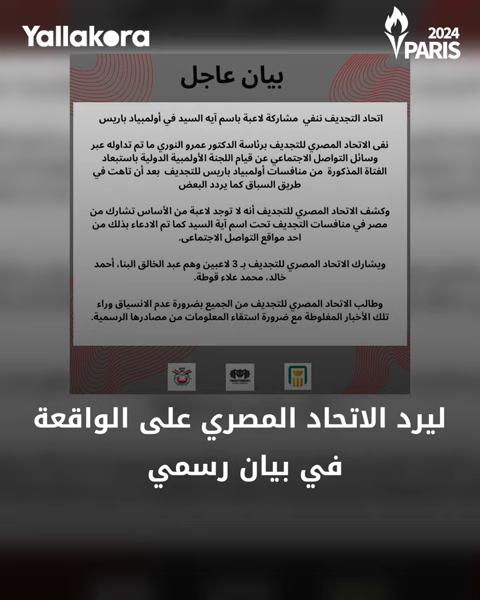 Yallakora
2024
PARIS
بيان عاجل
اتحاد التجديف ننفي مشاركة لاعبة باسم آيه السيد في أولمبياد باريس
نفى الاتحاد المصري للتجديف برئاسة الدكتور عمرو النوري ما تم تداوله عبر
وسائل التواصل الاجتماعي عن قيام اللجنة الأولمبية الدولية باستبعاد
الفتاة المذكورة من منافسات أولمبياد باريس للتجديف بعد أن تاهت في
طريق السباق كما يردد البعض
وكشف الاتحاد المصري للتجديف أنه لا توجد لاعبة من الأساس تشارك من
مصر في منافسات التجديف تحت اسم آية السيد كما تم الادعاء بذلك من
احد مواقع التواصل الاجتماعى.
ويشارك الاتحاد المصري للتجديف بـ 3 لاعبين وهم عبد الخالق البنا، أحمد
خالد، محمد علاء قوطة.
وطالب الاتحاد المصري للتجديف من الجميع بضرورة عدم الانسياق وراء
تلك الأخبار المغلوطة مع ضرورة استقاء المعلومات من مصادرها الرسمية.
ليرد الاتحاد المصري على الواقعة
في بيان رسمي